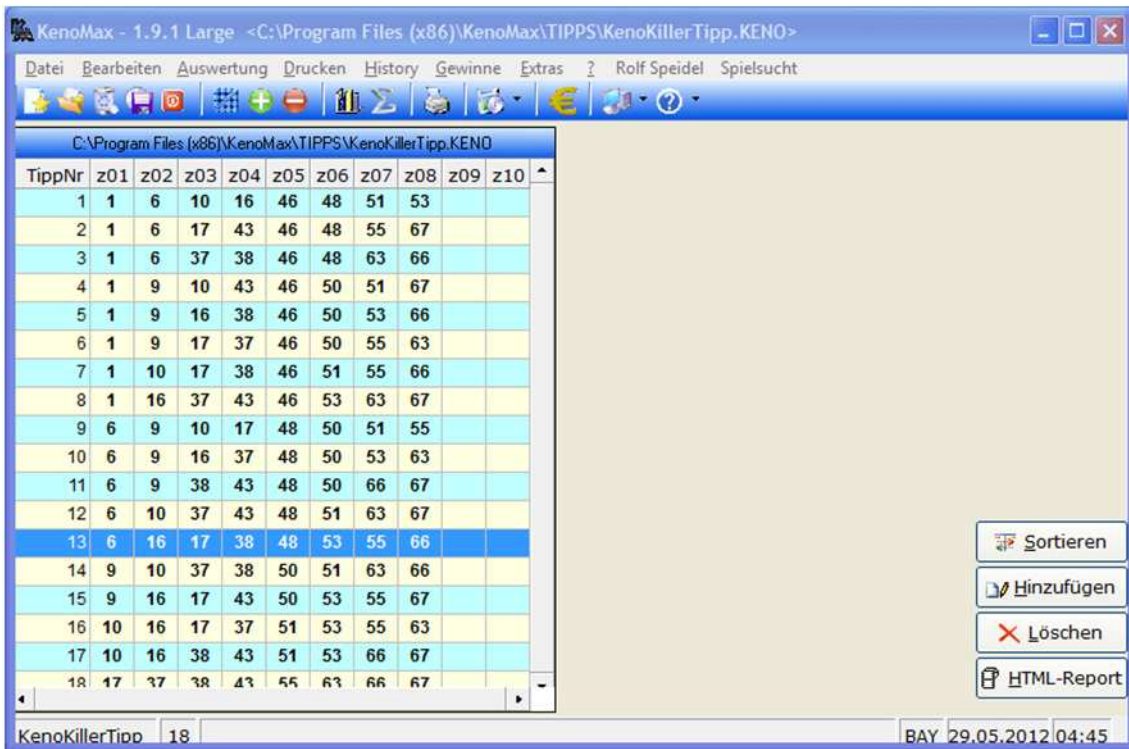 KenoMax - 1.9.1 Large <C:\Program Files (x86)\KenoMax\TIPPS\KenoKillerTipp.KENO>
Datei Bearbeiten Auswertung Drucken History Gewinne Extras ? Rolf Speidel Spielsucht
C:\Program Files (x86)\KenoMax\TIPPS\KenoKillerTipp.KENO
TippNr z01 z02 z03 z04 z05 z06 z07 z08 z09 z10
1 1 6 10 16 46 48 51 53
2 1 6 17 43 46 48 55 67
3 1 6 37 38 46 48 63 66
4 1 9 10 43 46 50 51 67
5 1 9 16 38 46 50 53 66
6 1 9 17 37 46 50 55 63
7 1 10 17 38 46 51 55 66
8 1 16 37 43 46 53 63 67
9 6 9 10 17 48 50 51 55
10 6 9 16 37 48 50 53 63
11 6 9 38 43 48 50 66 67
12 6 10 37 43 48 51 63 67
13 6 16 17 38 48 53 55 66
14 9 10 37 38 50 51 63 66
15 9 16 17 43 50 53 55 67
16 10 16 17 37 51 53 55 63
17 10 16 38 43 51 53 66 67
18 17 37 38 43 55 63 66 67
Sortieren
Hinzufügen
Löschen
HTML-Report
KenoKillerTipp 18 BAY 29.05.2012 04:45